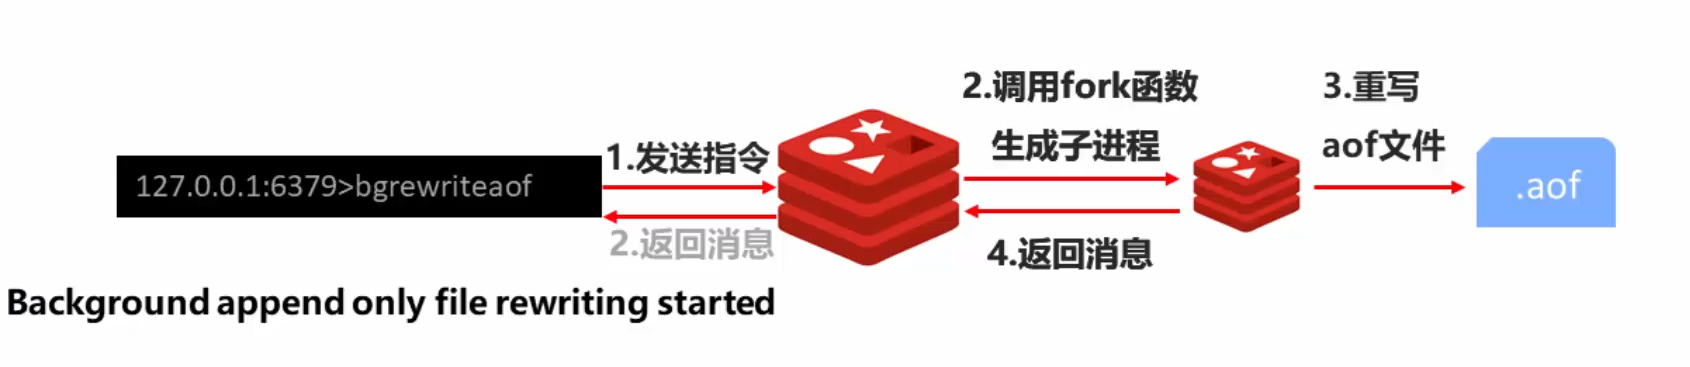 2.调用fork函数
生成子进程
3.重写
aof文件
1.发送指令
127.0.0.1:6379>bgrewriteaof
.aof
2.返回消息
4.返回消息
Background append only file rewriting started